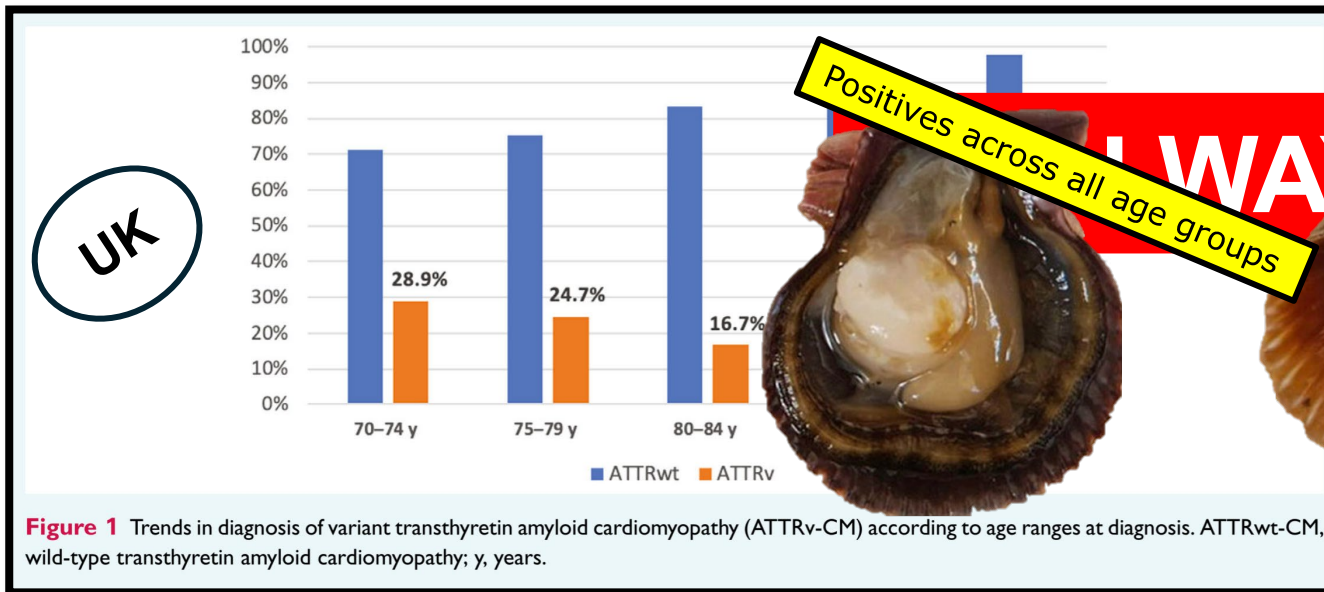 100%
90%
80%
70%
60%
50%
40%
30%
20%
10%
0%
28.9%
24.7%
16.7%
70–74 y
75–79 y
80–84 y
ATTRwt ATTRv
UK
Positives across all age groups
Figure 1 Trends in diagnosis of variant transthyretin amyloid cardiomyopathy (ATTRv-CM) according to age ranges at diagnosis. ATTRwt-CM,
wild-type transthyretin amyloid cardiomyopathy; y, years.